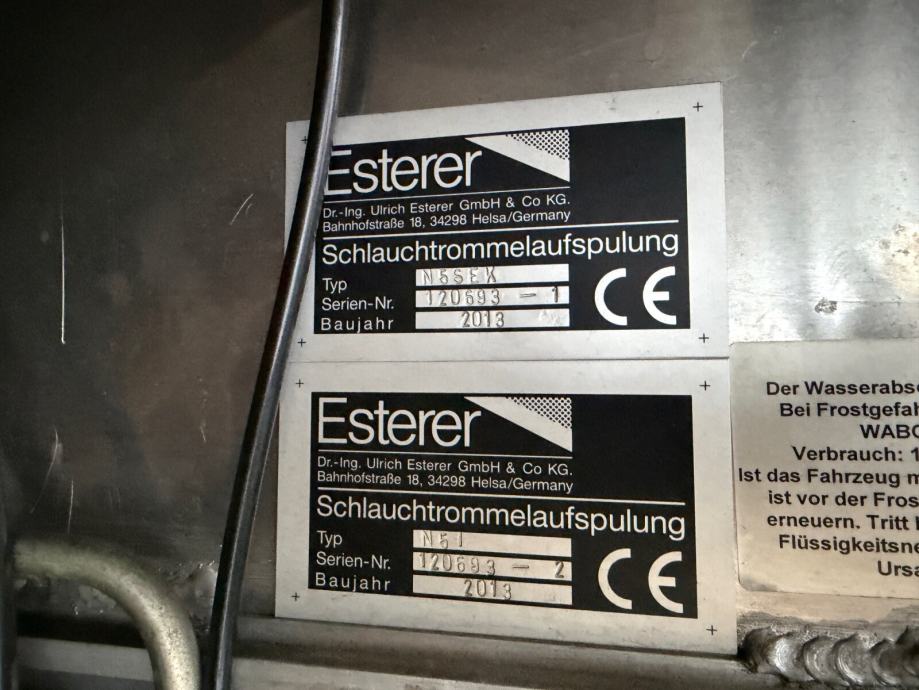 Esterer
Dr.-Ing. Ulrich Esterer GmbH & Co KG.
Bahnhofstraße 18, 34298 Helsa/Germany
Schlauchtrommelaufspulung
Typ N5SEK
Serien-Nr. 120693 - 1
Baujahr 2013
CE
Esterer
Dr.-Ing. Ulrich Esterer GmbH & Co KG.
Bahnhofstraße 18, 34298 Helsa/Germany
Schlauchtrommelaufspulung
Typ
Serien-Nr. 120693 - 2
Baujahr 2013
CE
Der Wasserabs
Bei Frostgefah
WABC
Verbrauch: 1
Ist das Fahrzeug m
ist vor der Fros
erneuern. Tritt
Flüssigkeitsne
Ursa